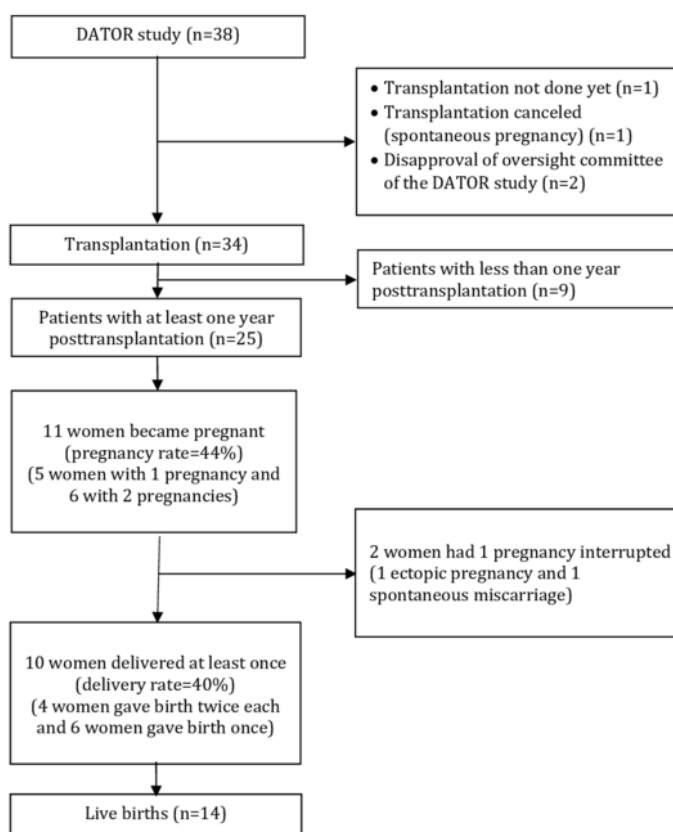 DATOR study (n=38)
• Transplantation not done yet (n=1)
• Transplantation canceled
(spontaneous pregnancy) (n=1)
• Disapproval of oversight committee
of the DATOR study (n=2)
Transplantation (n=34)
Patients with less than one year
posttransplantation (n=9)
Patients with at least one year
posttransplantation (n=25)
11 women became pregnant
(pregnancy rate=44%)
(5 women with 1 pregnancy and
6 with 2 pregnancies)
2 women had 1 pregnancy interrupted
(1 ectopic pregnancy and 1
spontaneous miscarriage)
10 women delivered at least once
(delivery rate=40%)
(4 women gave birth twice each
and 6 women gave birth once)
Live births (n=14)